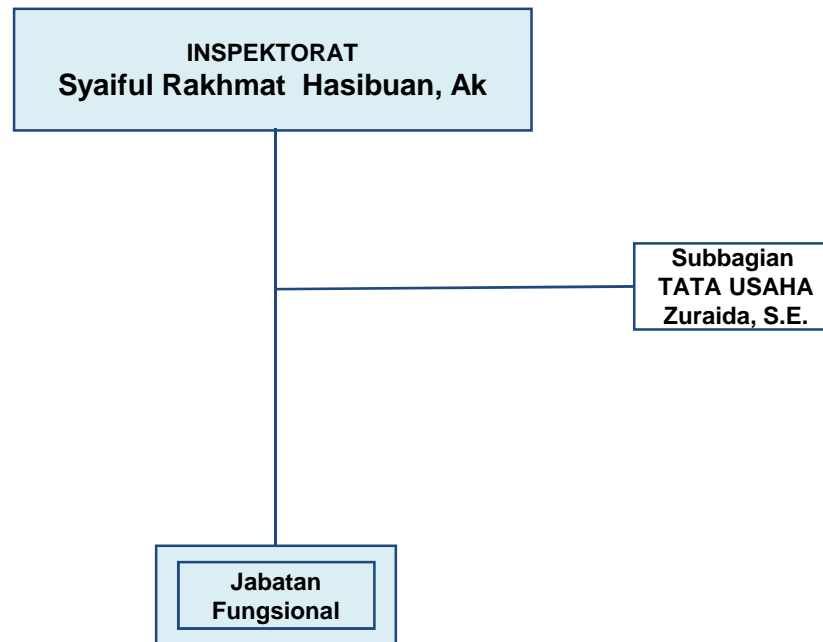 INSPEKTORAT
Syaiful Rakhmat Hasibuan, Ak
Subbagian
TATA USAHA
Zuraida, S.E.
Jabatan
Fungsional